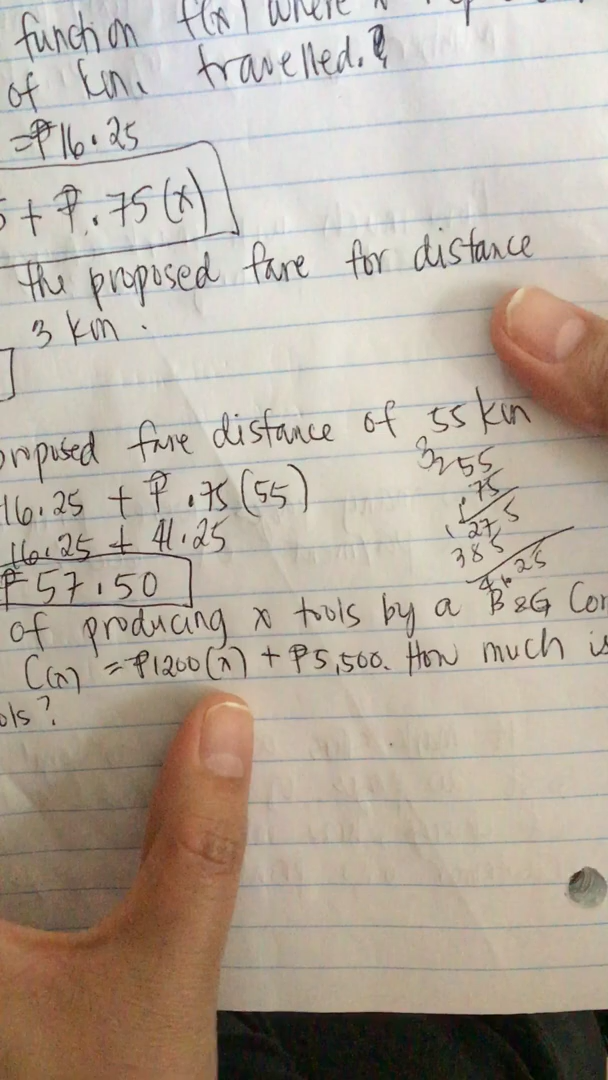 function f(x) where x
of km. travelled.
=₱16.25
5 + ₱.75(x)
the proposed fare for distance
3 km.
proposed fare distance of 55 km
16.25 + ₱.75(55)
16.25 + 41.25
₱57.50
55
.75
275
385
41.25
of producing x tools by a B&G Cor
C(x) = ₱1200(x) + ₱5,500. How much is
ols?